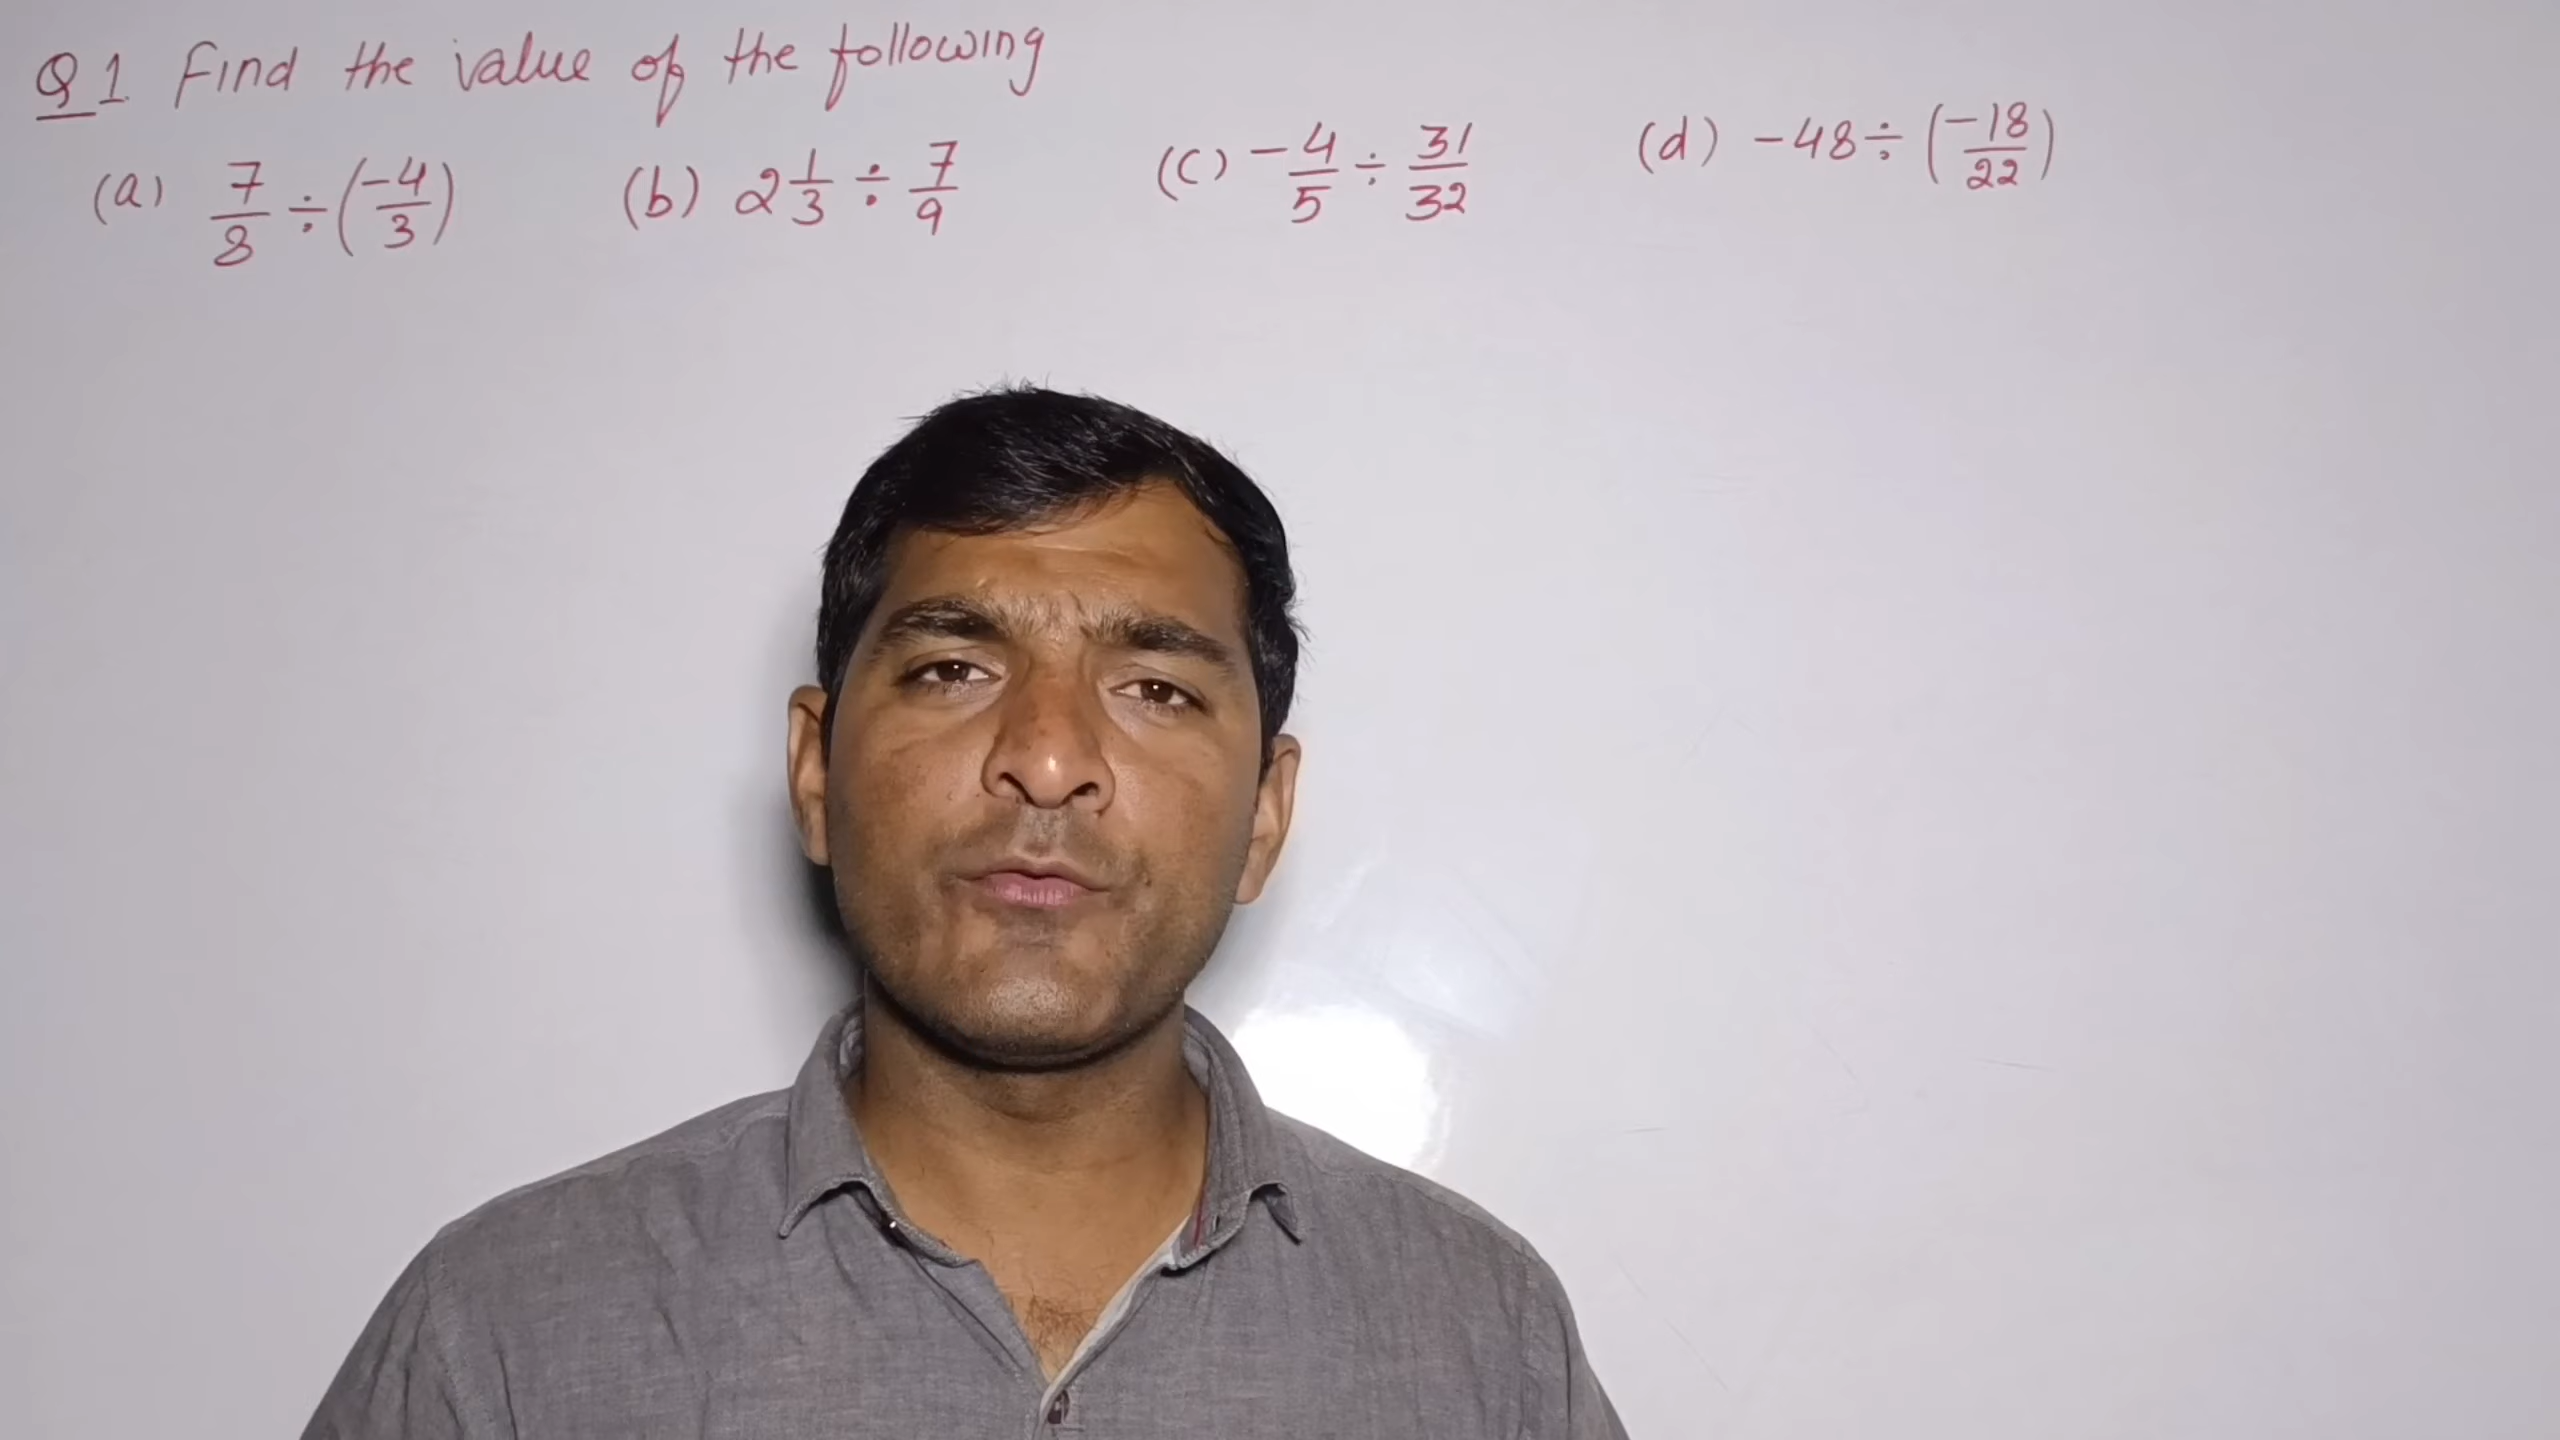 Q 1. Find the value of the following
(a) 7/8 ÷ (-4/3) (b) 2 1/3 ÷ 7/9 (c) -4/5 ÷ 31/32 (d) -48 ÷ (-18/22)